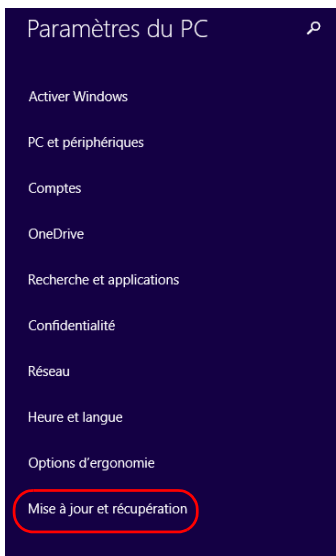 Paramètres du PC
Activer Windows
PC et périphériques
Comptes
OneDrive
Recherche et applications
Confidentialité
Réseau
Heure et langue
Options d'ergonomie
Mise à jour et récupération